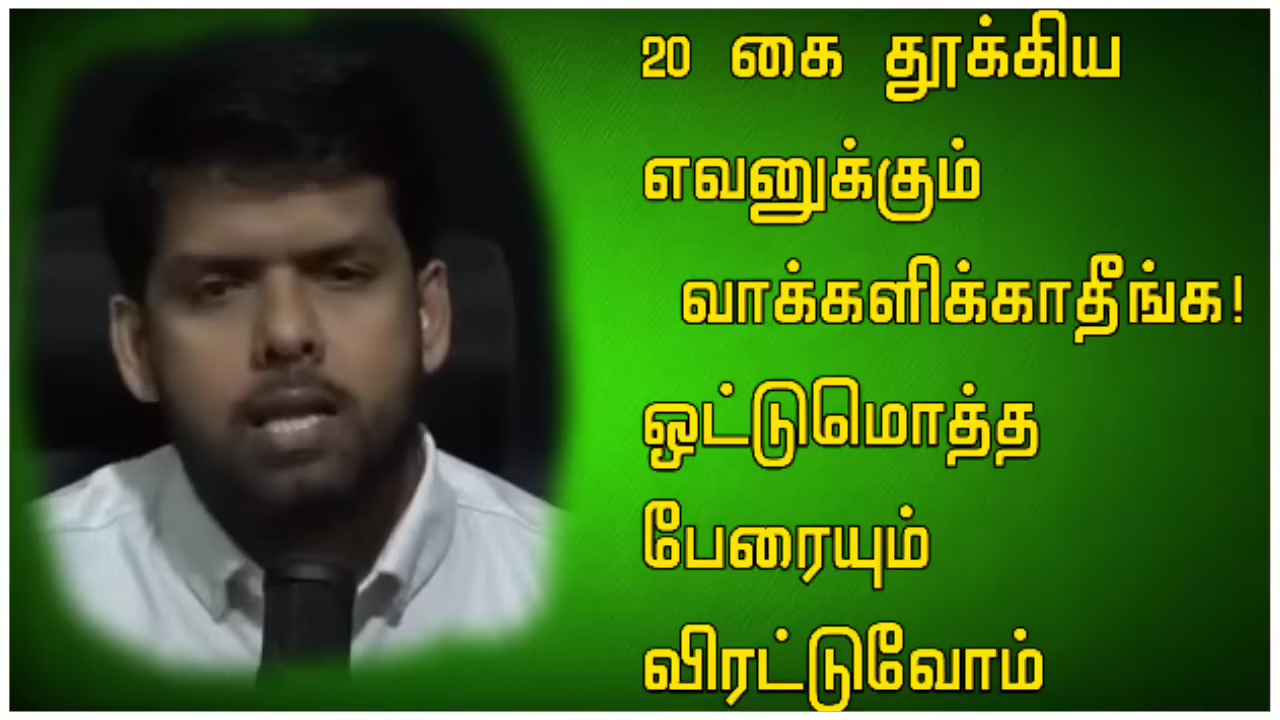 20 கை தூக்கிய
எவனுக்கும்
வாக்களிக்காதீங்க!
ஒட்டுமொத்த
பேரையும்
விரட்டுவோம்